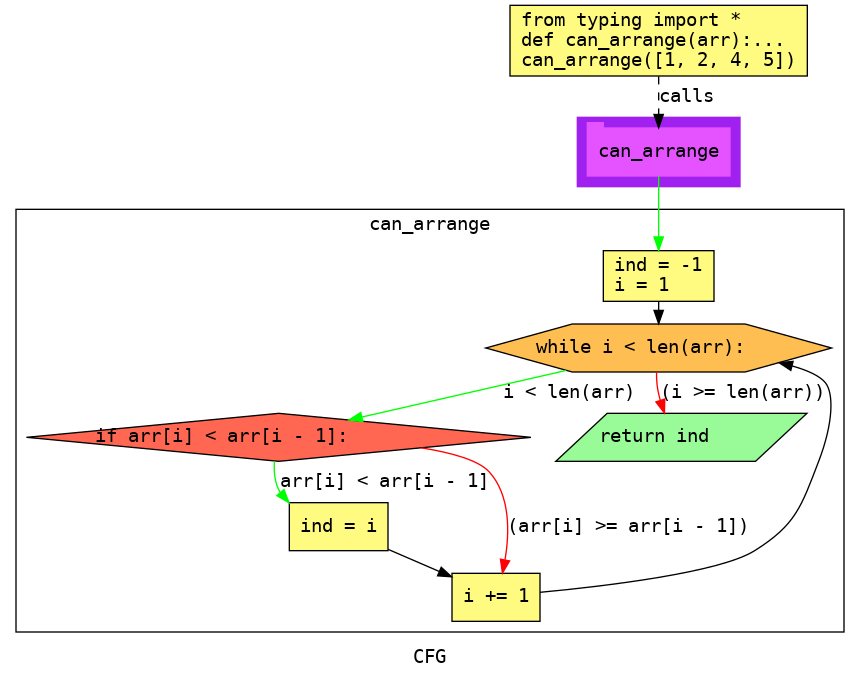 from typing import *
def can_arrange(arr):...
can_arrange([1, 2, 4, 5])
calls
can_arrange
can_arrange
ind = -1
i = 1
while i < len(arr):
i < len(arr)
(i >= len(arr))
if arr[i] < arr[i - 1]:
return ind
arr[i] < arr[i - 1]
ind = i
(arr[i] >= arr[i - 1])
i += 1
CFG